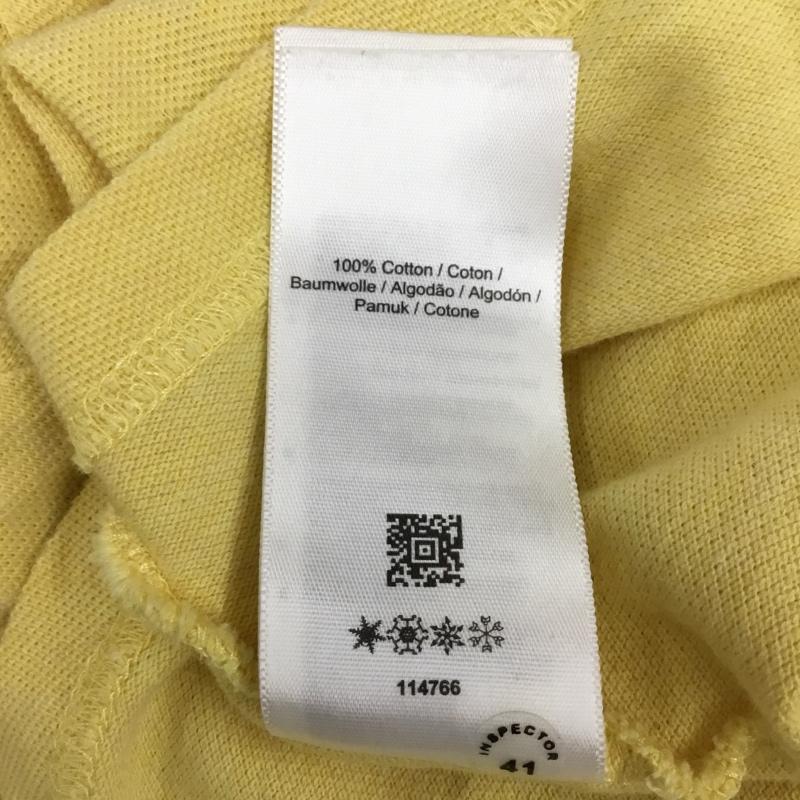 100% Cotton / Coton /
Baumwolle / Algodão / Algodón /
Pamuk / Cotone
114766
INSPECTOR
41